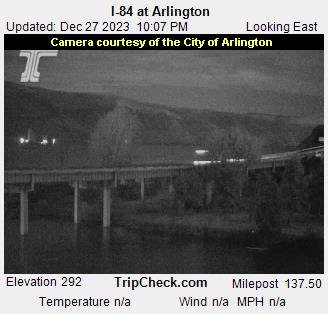 I-84 at Arlington
Updated: Dec 27 2023 10:07 PM Looking East
Camera courtesy of the City of Arlington
Elevation 292 TripCheck.com Milepost 137.50
Temperature n/a Wind n/a MPH n/a